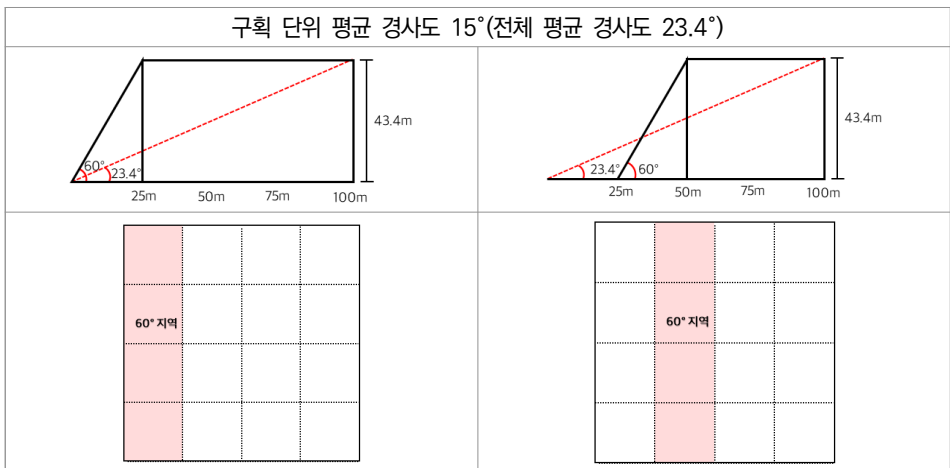 구획 단위 평균 경사도 15°(전체 평균 경사도 23.4°)
43.4m
60°
23.4°
25m 50m 75m 100m
43.4m
23.4° 60°
25m 50m 75m 100m
60° 지역
60° 지역